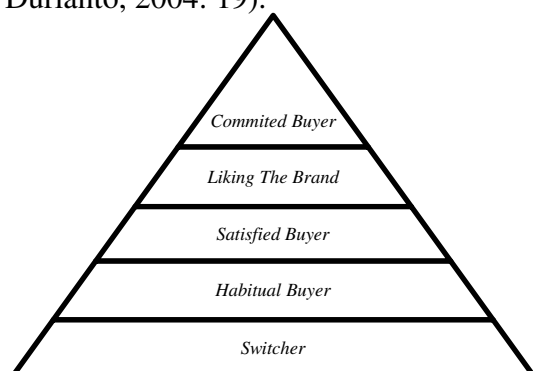 Durianto, 2004: 19).
Commited Buyer
Liking The Brand
Satisfied Buyer
Habitual Buyer
Switcher